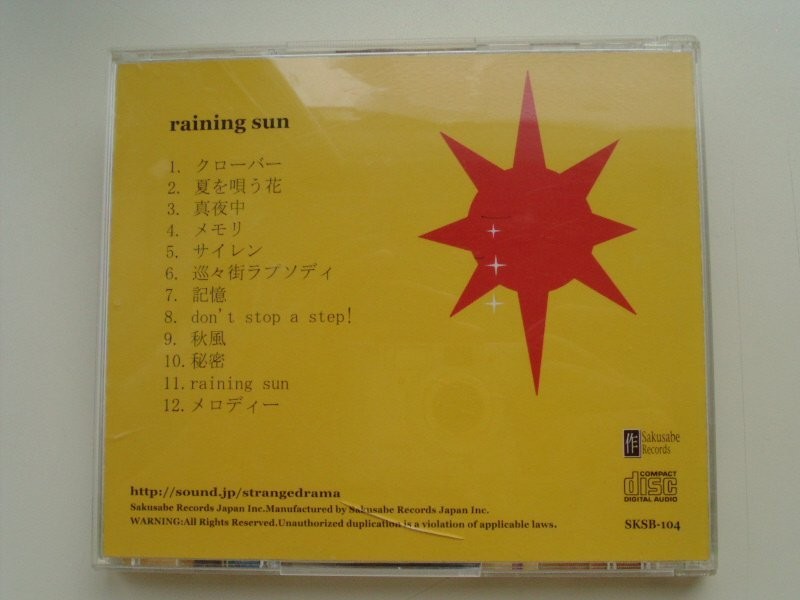 raining sun
1. クローバー
2. 夏を唄う花
3. 真夜中
4. メモリ
5. サイレン
6. 巡々街ラプソディ
7. 記憶
8. don't stop a step!
9. 秋風
10. 秘密
11. raining sun
12. メロディー
作 Sakusabe
Records
COMPACT
disc
DIGITAL AUDIO
http://sound.jp/strangedrama
Sakusabe Records Japan Inc.Manufactured by Sakusabe Records Japan Inc.
WARNING:All Rights Reserved.Unauthorized duplication is a violation of applicable laws.
SKSB-104